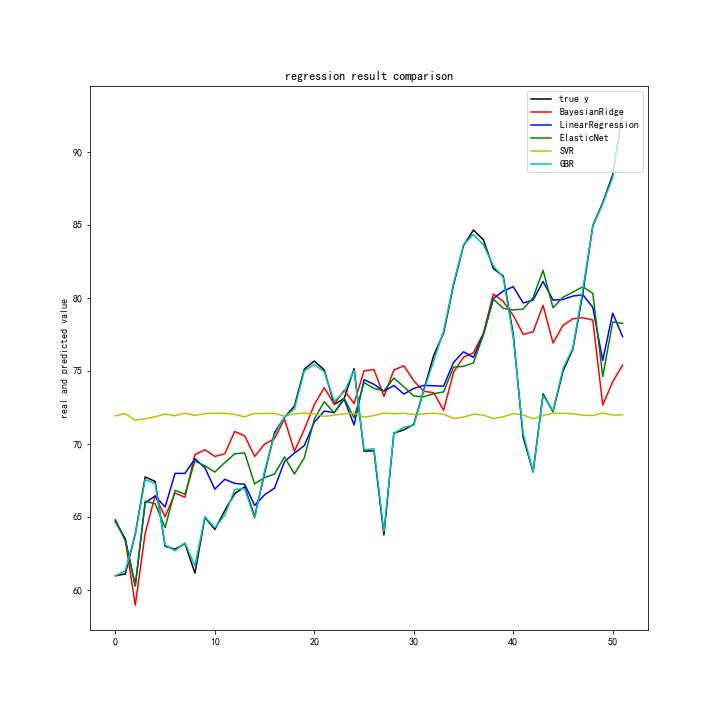 regression result comparison
true y
BayesianRidge
LinearRegression
ElasticNet
SVR
GBR
real and predicted value
90
85
80
75
70
65
60
0 10 20 30 40 50